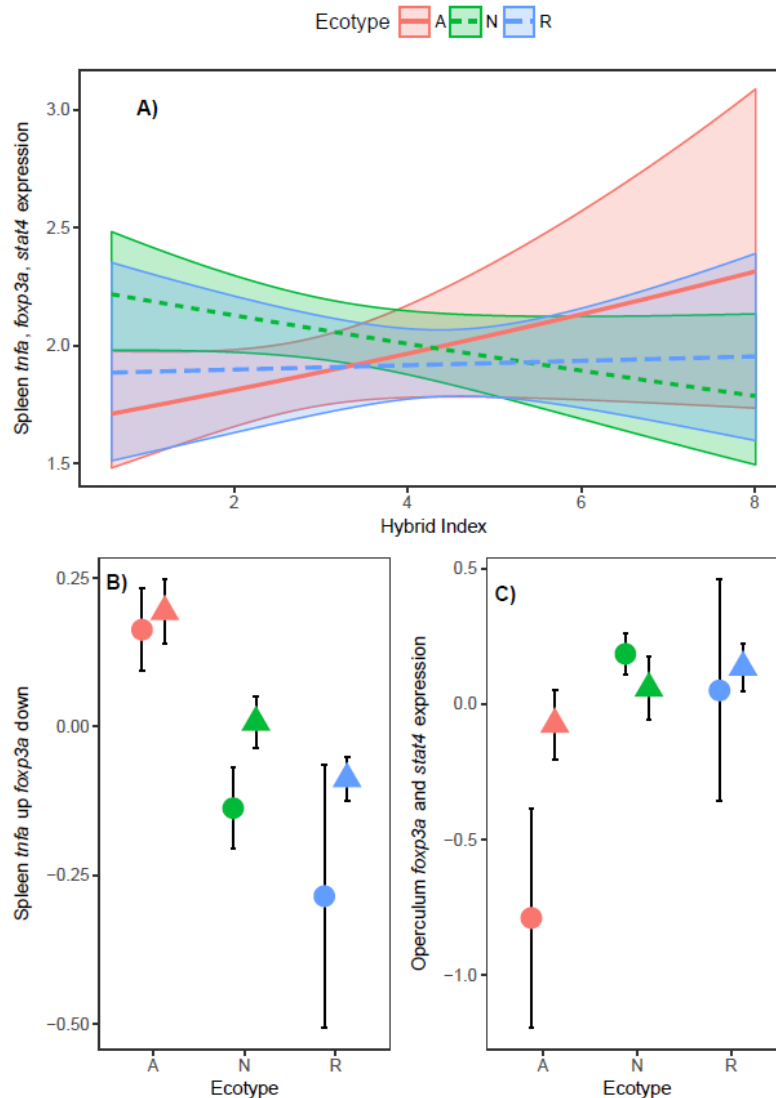 Ecotype A N R
A)
Spleen tnfa, foxp3a, stat4 expression
3.0
2.5
2.0
1.5
2 4 6 8
Hybrid Index
B)
Spleen tnfa up foxp3a down
0.25
0.00
−0.25
−0.50
A N R
Ecotype
C)
Operculum foxp3a and stat4 expression
0.5
0.0
−0.5
−1.0
A N R
Ecotype